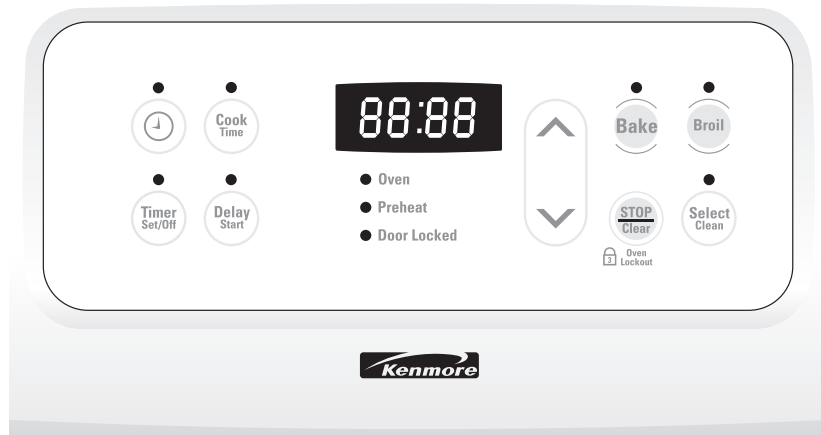 Cook
Time
88:88
Bake
Broil
Oven
Preheat
Door Locked
Timer
Set/Off
Delay
Start
STOP
Clear
Select
Clean
3
Oven
Lockout
Kenmore